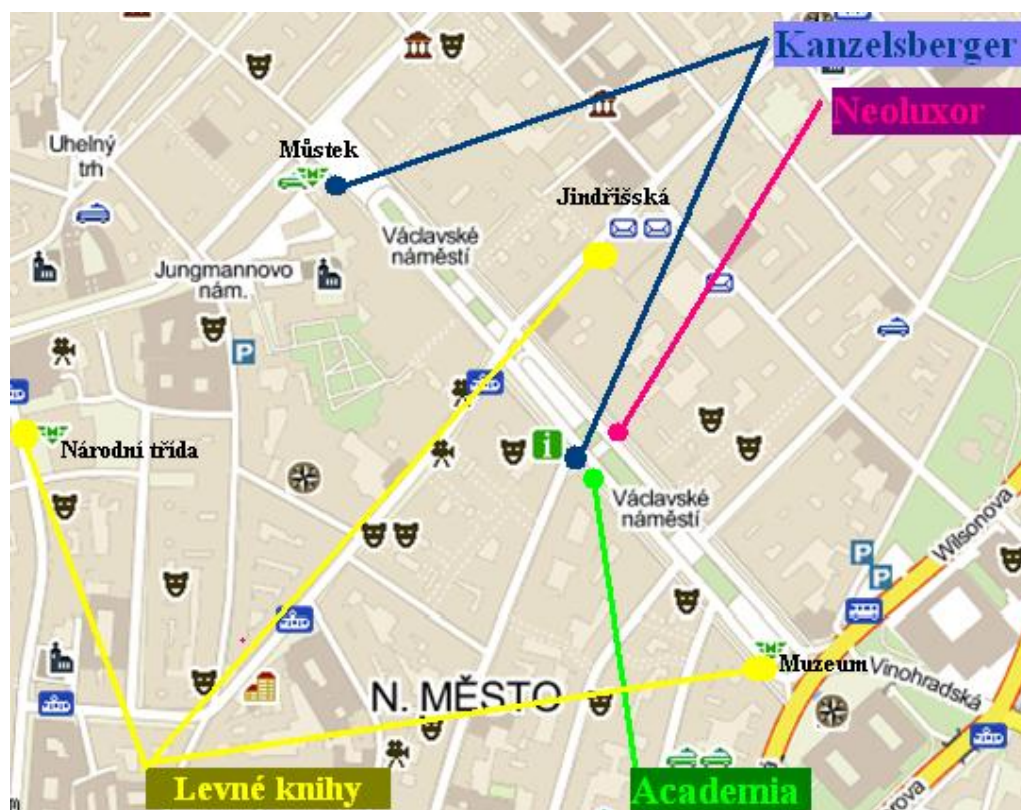 Kanzelsberger
Neoluxor
Uhelný
trh
Můstek
Jindřišská
Václavské
náměstí
Jungmannovo
nám.
P
i
Národní třída
Václavské
náměstí
Wilsonova
P
P
Muzeum
Vinohradská
N. MĚSTO
Levné knihy
Academia